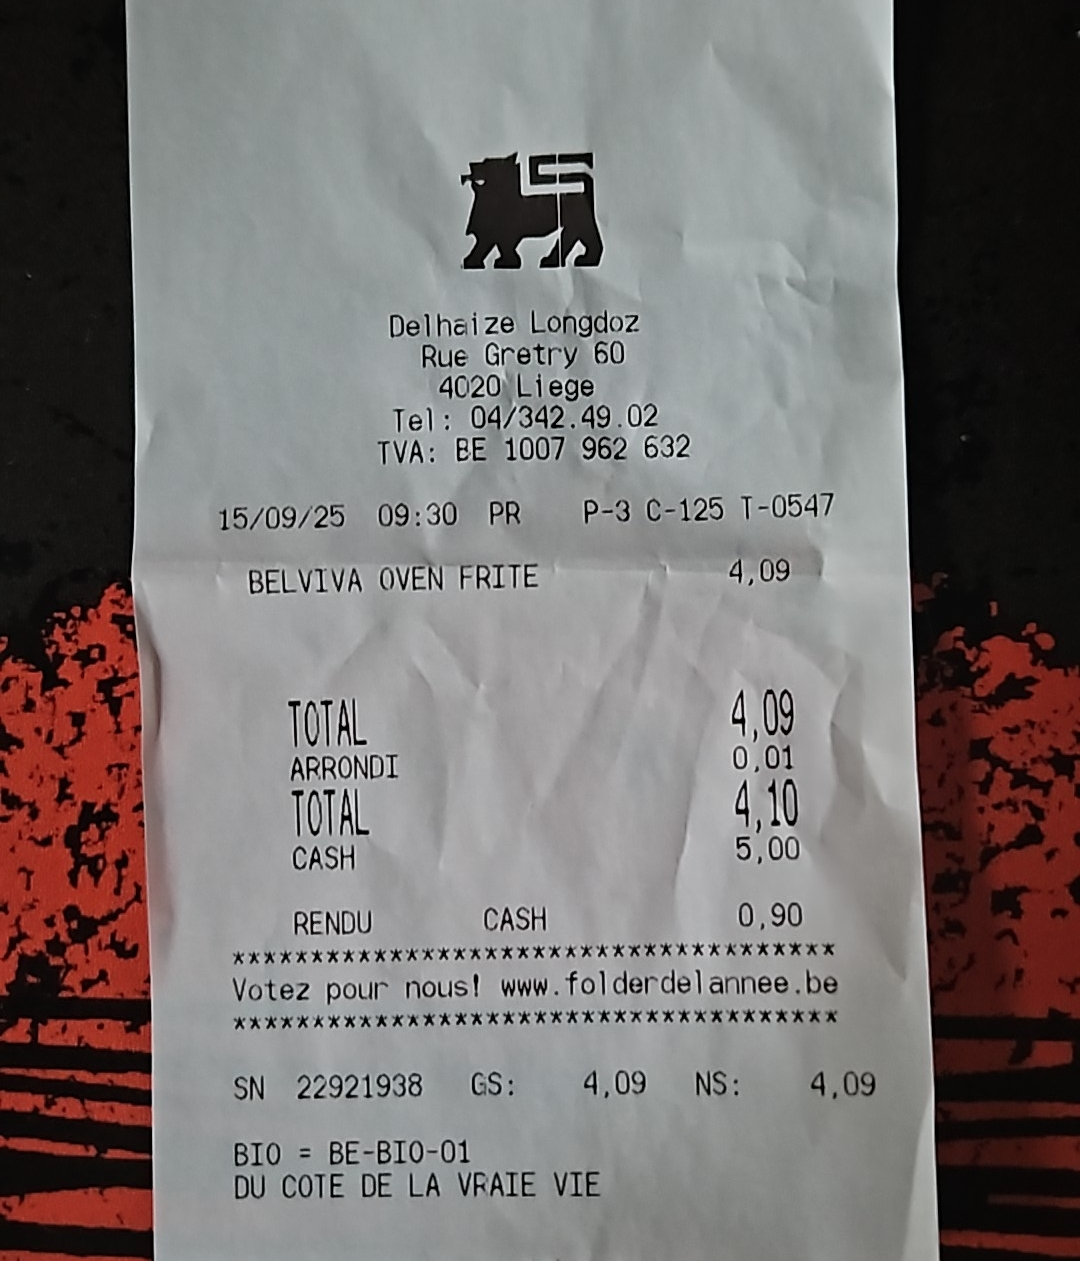 Delhaize Longdoz
Rue Gretry 60
4020 Liege
Tel: 04/342.49.02
TVA: BE 1007 962 632
15/09/25 09:30 PR P-3 C-125 T-0547
BELVIVA OVEN FRITE 4,09
TOTAL 4,09
ARRONDI 0,01
TOTAL 4,10
CASH 5,00
RENDU CASH 0,90
***************************************
Votez pour nous! www.folderdelannee.be
***************************************
SN 22921938 GS: 4,09 NS: 4,09
BIO = BE-BIO-01
DU COTE DE LA VRAIE VIE